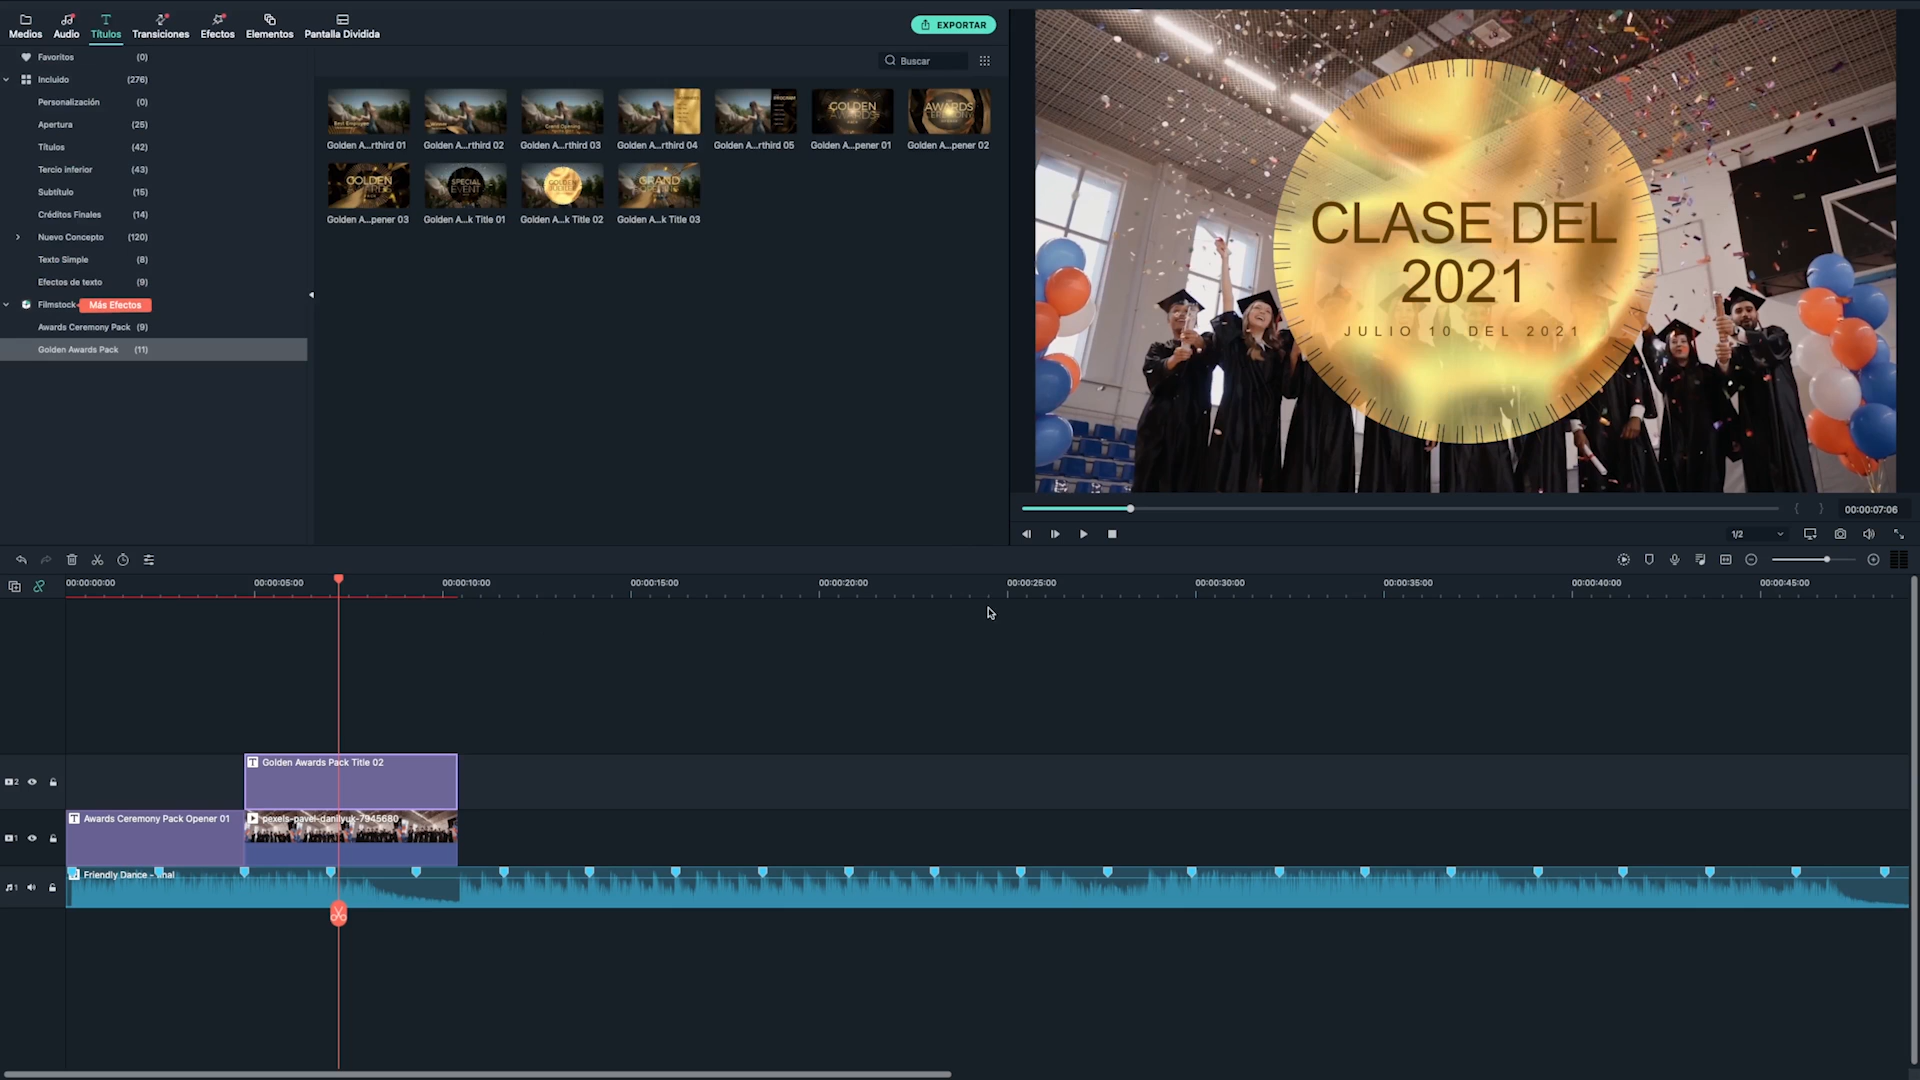 Medios Audio Títulos Transiciones Efectos Elementos Pantalla Dividida
EXPORTAR
Favoritos (0)
Incluido (276)
Personalización (0)
Apertura (25)
Títulos (42)
Tercio inferior (43)
Subtítulo (15)
Créditos Finales (14)
Nuevo Concepto (120)
Texto Simple (8)
Efectos de texto (9)
Filmstock Más Efectos
Awards Ceremony Pack (9)
Golden Awards Pack (11)
Buscar
Golden A...rthird 01 Golden A...rthird 02 Golden A...rthird 03 Golden A...rthird 04 Golden A...rthird 05 Golden A...pener 01 Golden A...pener 02
Golden A...pener 03 Golden A...k Title 01 Golden A...k Title 02 Golden A...k Title 03
CLASE DEL
2021
JULIO 10 DEL 2021
00:00:07:06
1/2
00:00:00:00 00:00:05:00 00:00:10:00 00:00:15:00 00:00:20:00 00:00:25:00 00:00:30:00 00:00:35:00 00:00:40:00 00:00:45:00
2
Golden Awards Pack Title 02
1
Awards Ceremony Pack Opener 01
pexels-pavel-danilyuk-7945680
1
Friendly Dance -